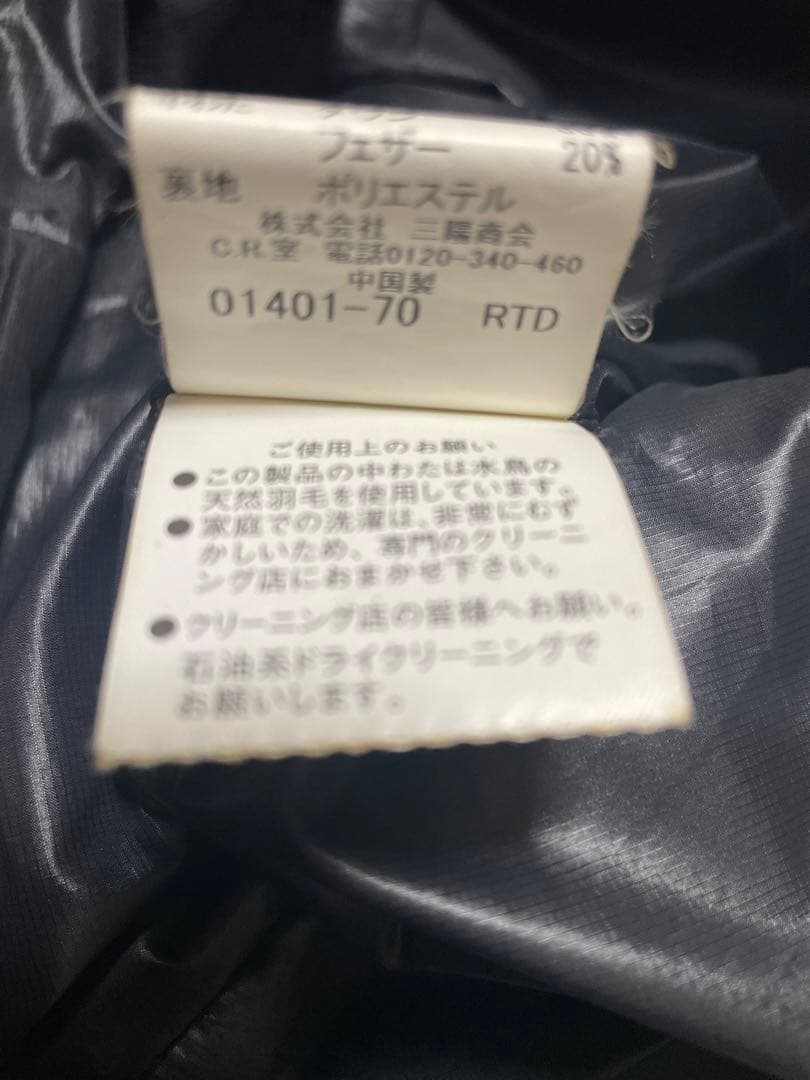 フェザー 20%
裏地 ポリエステル
株式会社 三陽商会
C.R.室 電話0120-340-460
中国製
01401-70 RTD
ご使用上のお願い
●この製品の中わたは水鳥の
天然羽毛を使用しています。
●家庭での洗濯は、非常にむず
かしいため、専門のクリーニ
ング店におまかせ下さい。
●クリーニング店の皆様へお願い。
石油系ドライクリーニングで
お願いします。